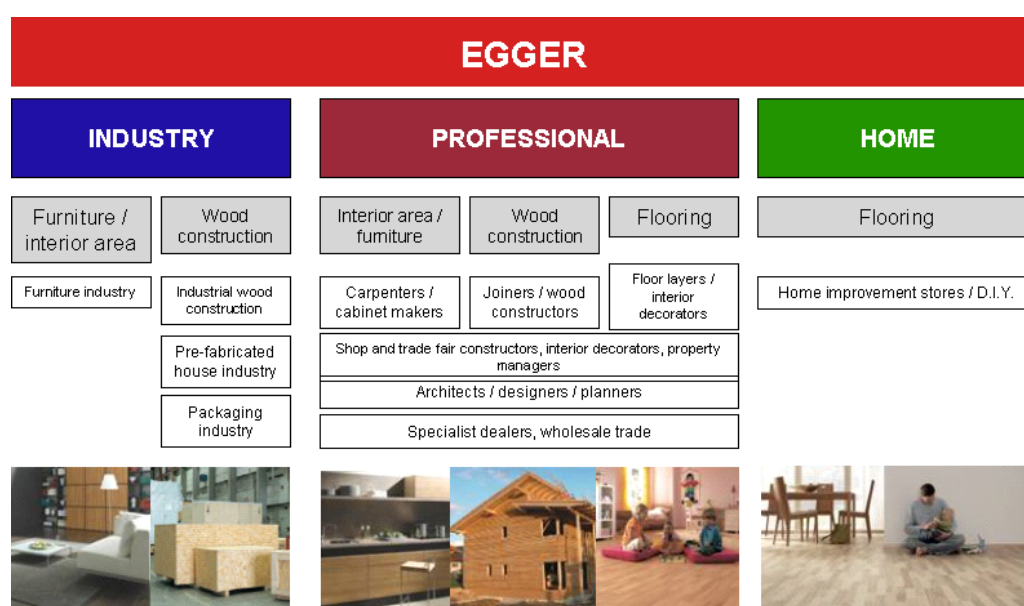 EGGER
INDUSTRY
PROFESSIONAL
HOME
Furniture /
interior area
Wood
construction
Interior area /
furniture
Wood
construction
Flooring
Flooring
Furniture industry
Industrial wood
construction
Carpenters /
cabinet makers
Joiners / wood
constructors
Floor layers /
interior
decorators
Home improvement stores / D.I.Y.
Pre-fabricated
house industry
Shop and trade fair constructors, interior decorators, property
managers
Architects / designers / planners
Packaging
industry
Specialist dealers, wholesale trade